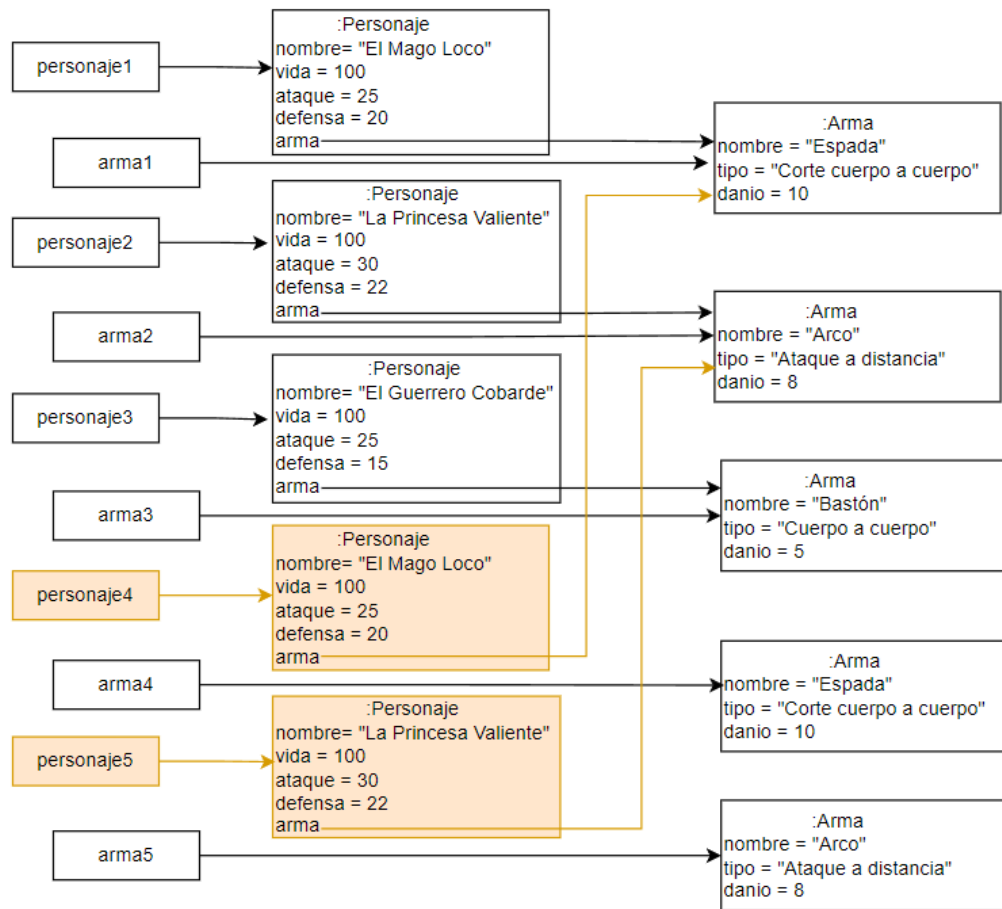 personaje1
:Personaje
nombre= "El Mago Loco"
vida = 100
ataque = 25
defensa = 20
arma
arma1
:Arma
nombre = "Espada"
tipo = "Corte cuerpo a cuerpo"
danio = 10
personaje2
:Personaje
nombre= "La Princesa Valiente"
vida = 100
ataque = 30
defensa = 22
arma
arma2
:Arma
nombre = "Arco"
tipo = "Ataque a distancia"
danio = 8
personaje3
:Personaje
nombre= "El Guerrero Cobarde"
vida = 100
ataque = 25
defensa = 15
arma
arma3
:Arma
nombre = "Bastón"
tipo = "Cuerpo a cuerpo"
danio = 5
personaje4
:Personaje
nombre= "El Mago Loco"
vida = 100
ataque = 25
defensa = 20
arma
arma4
:Arma
nombre = "Espada"
tipo = "Corte cuerpo a cuerpo"
danio = 10
personaje5
:Personaje
nombre= "La Princesa Valiente"
vida = 100
ataque = 30
defensa = 22
arma
arma5
:Arma
nombre = "Arco"
tipo = "Ataque a distancia"
danio = 8